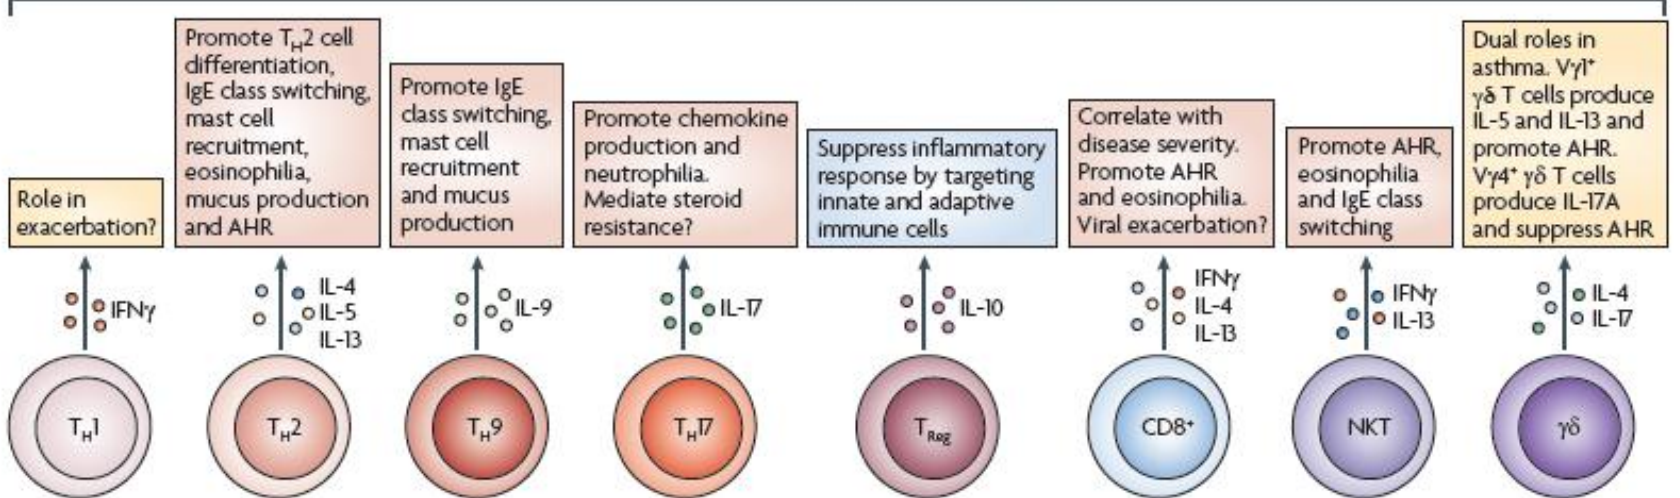 Role in
exacerbation?
Promote TH2 cell
differentiation,
IgE class switching,
mast cell
recruitment,
eosinophilia,
mucus production
and AHR
Promote IgE
class switching,
mast cell
recruitment
and mucus
production
Promote chemokine
production and
neutrophilia.
Mediate steroid
resistance?
Suppress inflammatory
response by targeting
innate and adaptive
immune cells
Correlate with
disease severity.
Promote AHR
and eosinophilia.
Viral exacerbation?
Promote AHR,
eosinophilia
and IgE class
switching
Dual roles in
asthma. Vγ1⁺
γδ T cells produce
IL-5 and IL-13 and
promote AHR.
Vγ4⁺ γδ T cells
produce IL-17A
and suppress AHR
IFNγ
IL-4
IL-5
IL-13
IL-9
IL-17
IL-10
IFNγ
IL-4
IL-13
IFNγ
IL-13
IL-4
IL-17
TH1
TH2
TH9
TH17
TReg
CD8⁺
NKT
γδ